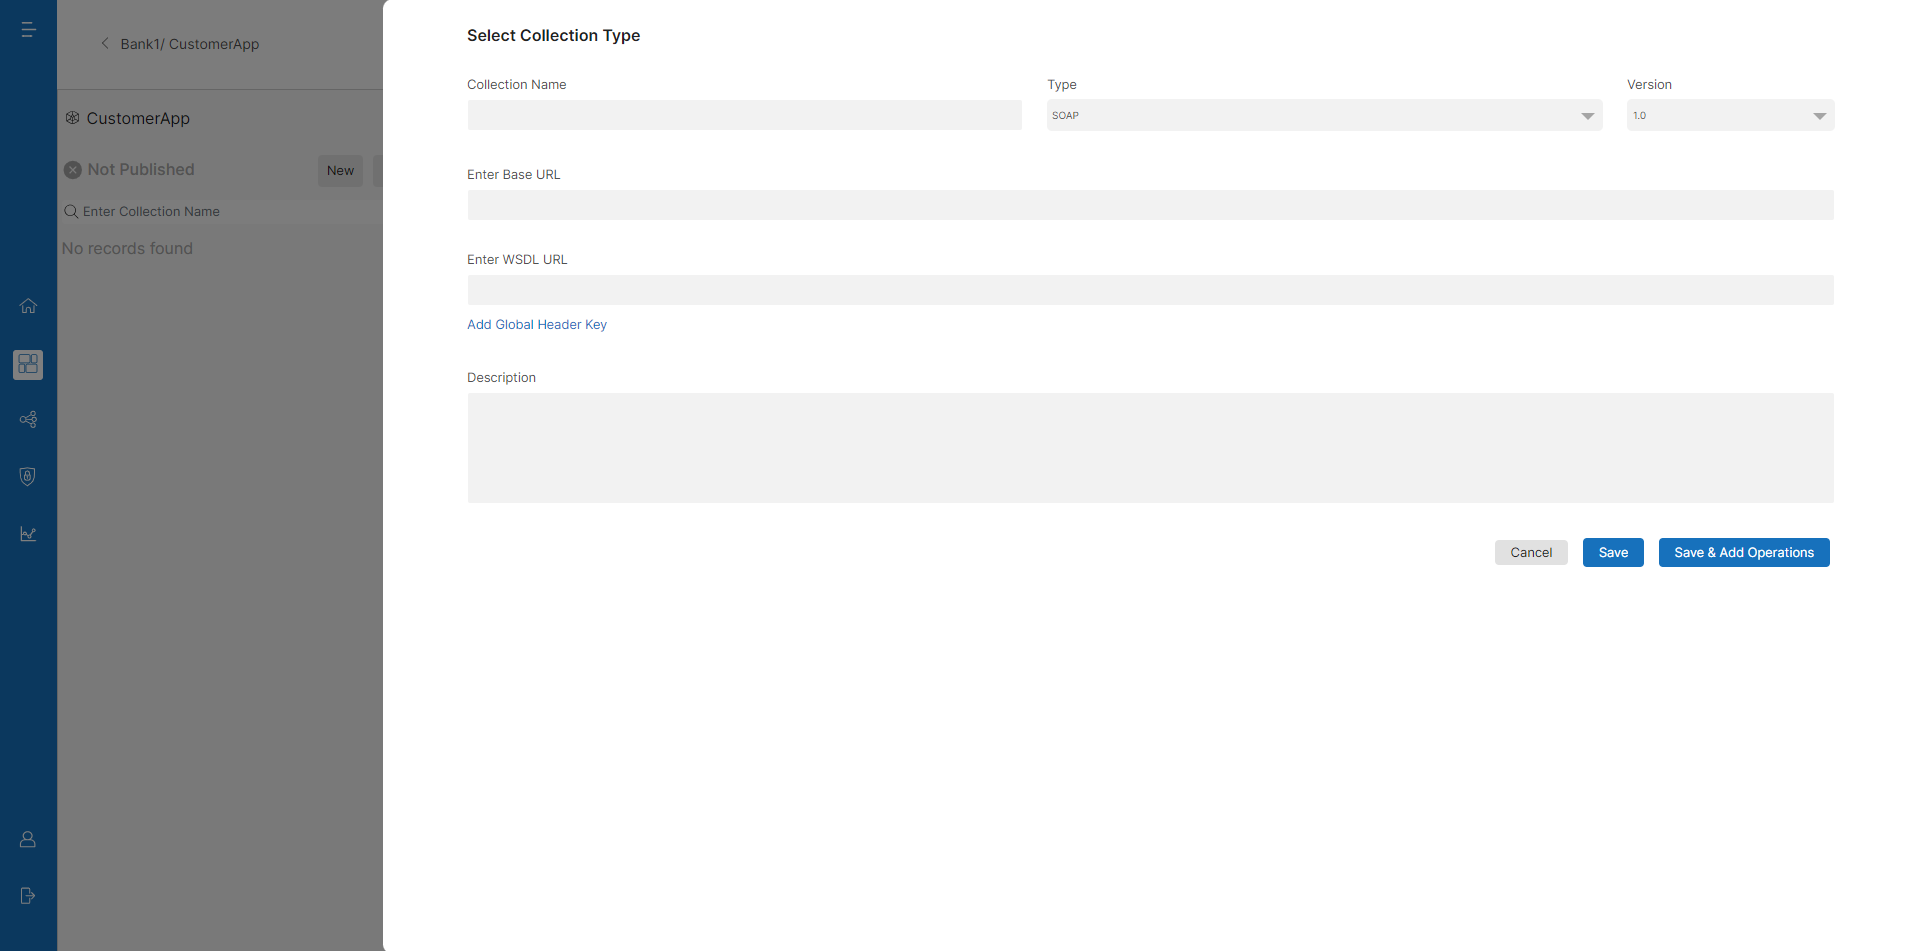 Bank1/ CustomerApp
CustomerApp
Not Published
New
Enter Collection Name
No records found
Select Collection Type
Collection Name
Type
Version
SOAP
1.0
Enter Base URL
Enter WSDL URL
Add Global Header Key
Description
Cancel
Save
Save & Add Operations